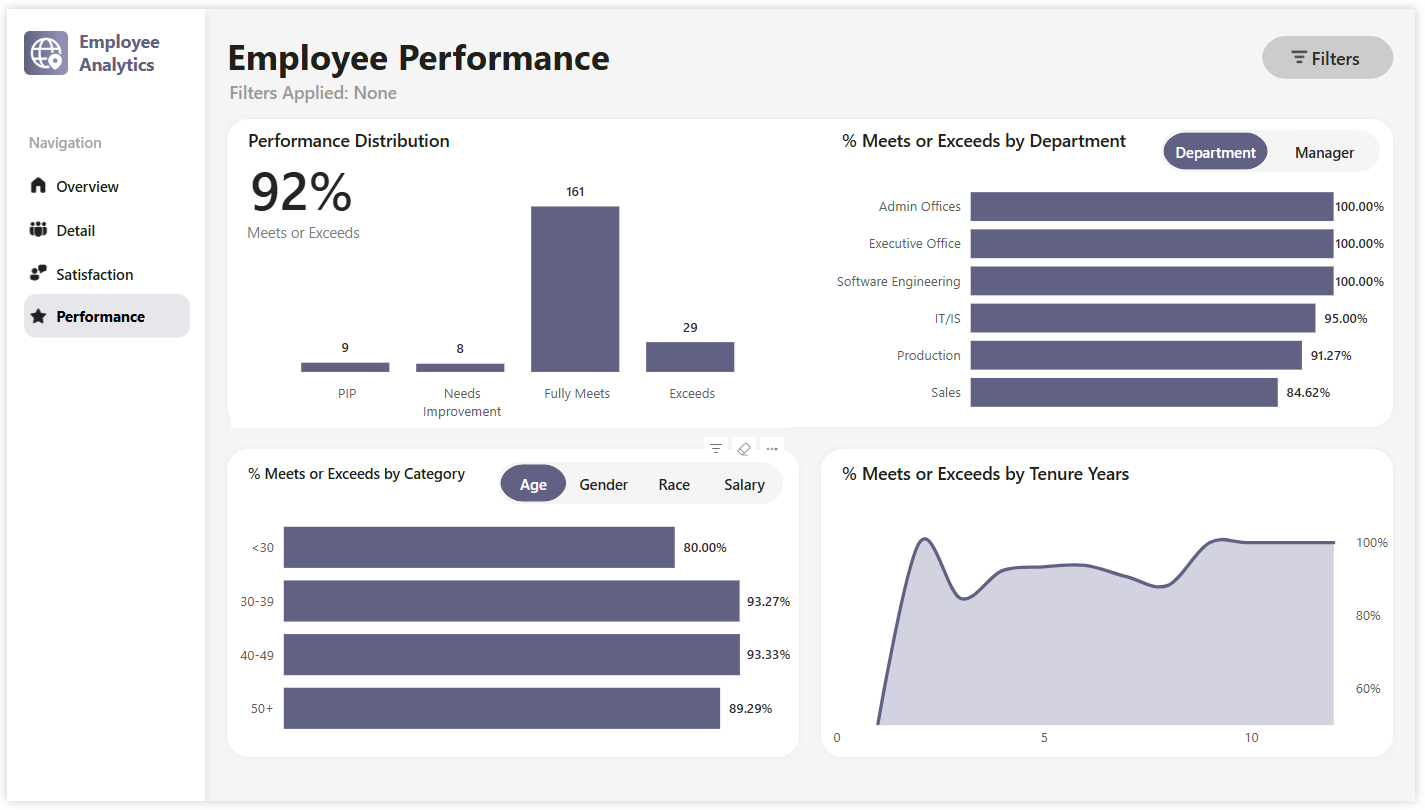 Employee
Analytics
Navigation
Overview
Detail
Satisfaction
Performance
Employee Performance
Filters Applied: None
Filters
Performance Distribution
92%
Meets or Exceeds
9
8
161
29
PIP
Needs
Improvement
Fully Meets
Exceeds
% Meets or Exceeds by Department
Department
Manager
Admin Offices
100.00%
Executive Office
100.00%
Software Engineering
100.00%
IT/IS
95.00%
Production
91.27%
Sales
84.62%
% Meets or Exceeds by Category
Age
Gender
Race
Salary
<30
80.00%
30-39
93.27%
40-49
93.33%
50+
89.29%
% Meets or Exceeds by Tenure Years
100%
80%
60%
0
5
10